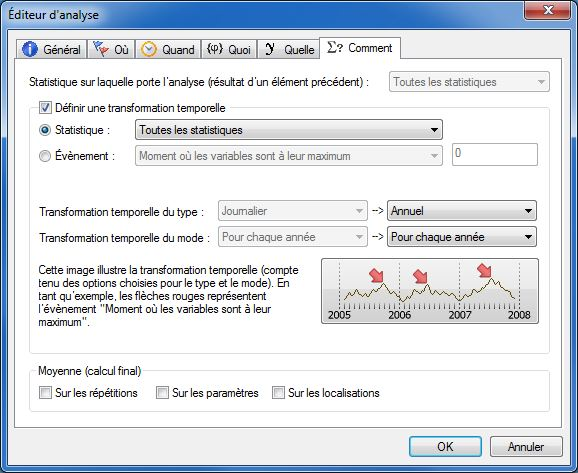 Éditeur d'analyse
Général Où Quand {φ} Quoi y Quelle Σ? Comment
Statistique sur laquelle porte l'analyse (résultat d'un élément précédent) : Toutes les statistiques
Définir une transformation temporelle
Statistique : Toutes les statistiques
Évènement : Moment où les variables sont à leur maximum 0
Transformation temporelle du type : Journalier --> Annuel
Transformation temporelle du mode : Pour chaque année --> Pour chaque année
Cette image illustre la transformation temporelle (compte
tenu des options choisies pour le type et le mode). En
tant qu'exemple, les flèches rouges représentent
l'évènement "Moment où les variables sont à leur
maximum".
2005 2006 2007 2008
Moyenne (calcul final)
Sur les répétitions Sur les paramètres Sur les localisations
OK Annuler